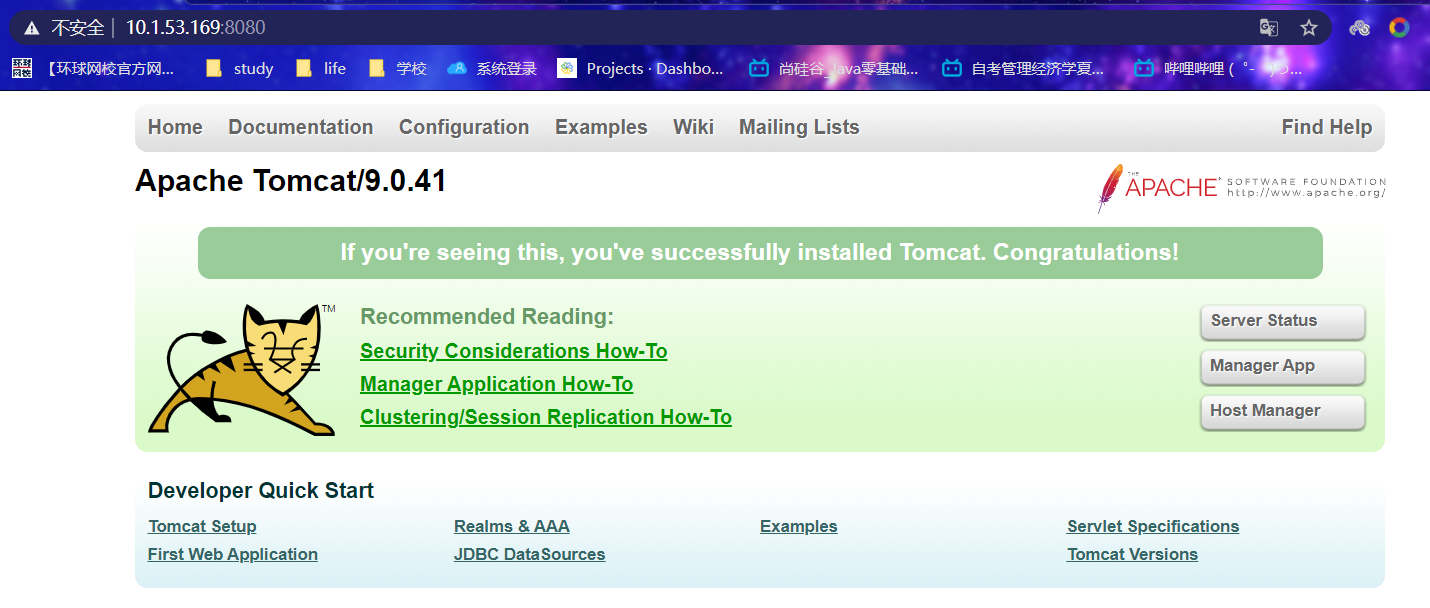 不安全 10.1.53.169:8080
【环球网校官方网... study life 学校 系统登录 Projects · Dashbo... 尚硅谷 Java零基础... 自考管理经济学夏... 哔哩哔哩 ( ゜- ゜)つ...
Home Documentation Configuration Examples Wiki Mailing Lists Find Help
Apache Tomcat/9.0.41
THE APACHE SOFTWARE FOUNDATION
http://www.apache.org/
If you're seeing this, you've successfully installed Tomcat. Congratulations!
TM
Recommended Reading:
Security Considerations How-To
Manager Application How-To
Clustering/Session Replication How-To
Server Status
Manager App
Host Manager
Developer Quick Start
Tomcat Setup Realms & AAA Examples Servlet Specifications
First Web Application JDBC DataSources Tomcat Versions